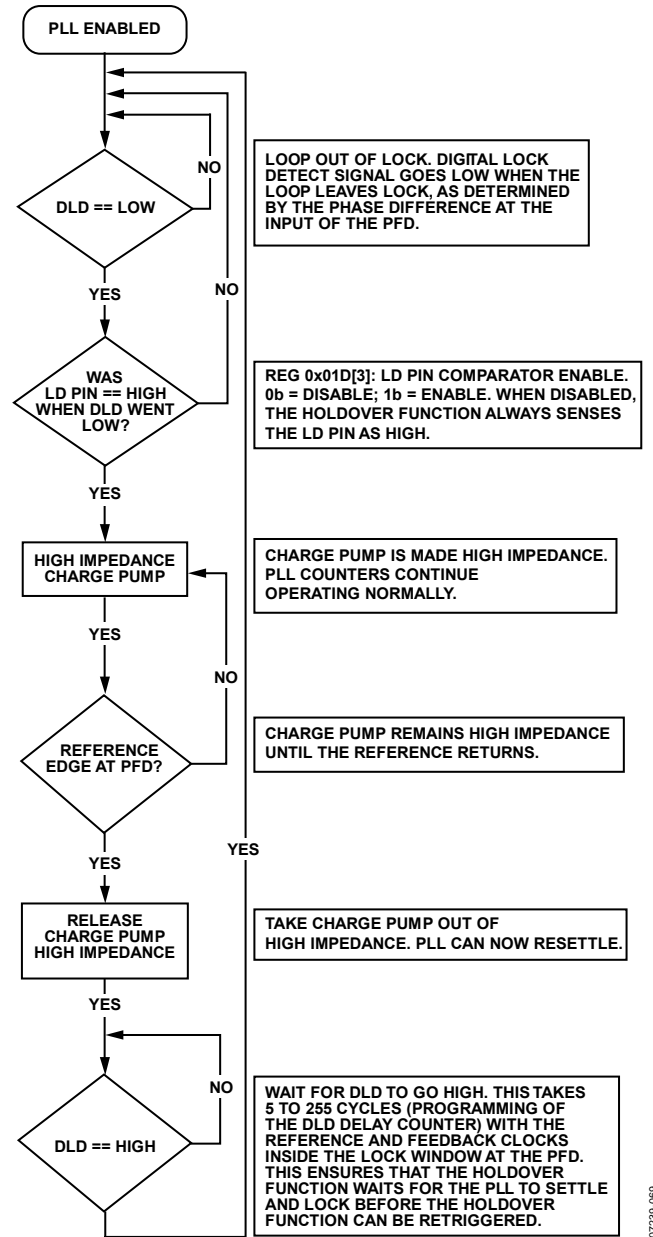 PLL ENABLED
NO
DLD == LOW
LOOP OUT OF LOCK. DIGITAL LOCK
DETECT SIGNAL GOES LOW WHEN THE
LOOP LEAVES LOCK, AS DETERMINED
BY THE PHASE DIFFERENCE AT THE
INPUT OF THE PFD.
YES
NO
WAS
LD PIN == HIGH
WHEN DLD WENT
LOW?
REG 0x01D[3]: LD PIN COMPARATOR ENABLE.
0b = DISABLE; 1b = ENABLE. WHEN DISABLED,
THE HOLDOVER FUNCTION ALWAYS SENSES
THE LD PIN AS HIGH.
YES
HIGH IMPEDANCE
CHARGE PUMP
CHARGE PUMP IS MADE HIGH IMPEDANCE.
PLL COUNTERS CONTINUE
OPERATING NORMALLY.
YES
NO
REFERENCE
EDGE AT PFD?
CHARGE PUMP REMAINS HIGH IMPEDANCE
UNTIL THE REFERENCE RETURNS.
YES
YES
RELEASE
CHARGE PUMP
HIGH IMPEDANCE
TAKE CHARGE PUMP OUT OF
HIGH IMPEDANCE. PLL CAN NOW RESETTLE.
YES
NO
DLD == HIGH
WAIT FOR DLD TO GO HIGH. THIS TAKES
5 TO 255 CYCLES (PROGRAMMING OF
THE DLD DELAY COUNTER) WITH THE
REFERENCE AND FEEDBACK CLOCKS
INSIDE THE LOCK WINDOW AT THE PFD.
THIS ENSURES THAT THE HOLDOVER
FUNCTION WAITS FOR THE PLL TO SETTLE
AND LOCK BEFORE THE HOLDOVER
FUNCTION CAN BE RETRIGGERED.
07239-069